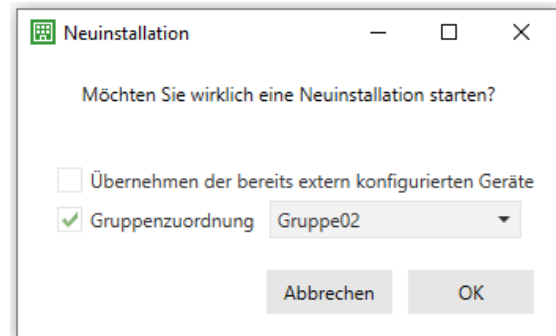 Neuinstallation
Möchten Sie wirklich eine Neuinstallation starten?
Übernehmen der bereits extern konfigurierten Geräte
Gruppenzuordnung Gruppe02
Abbrechen OK